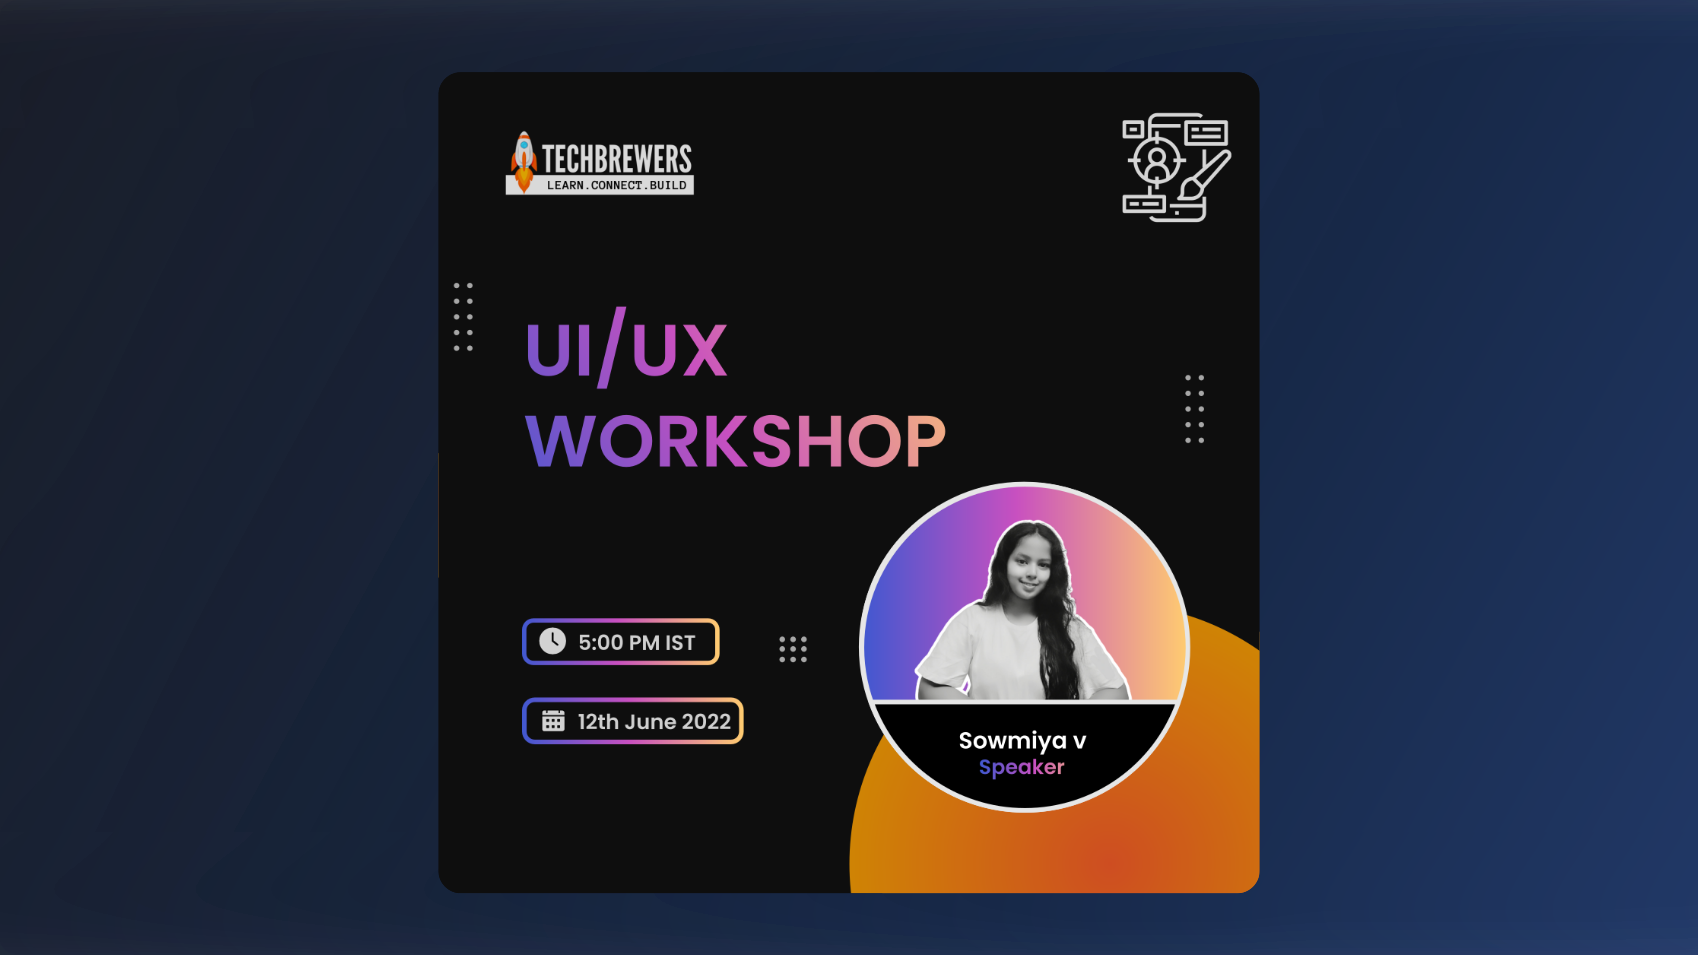 TECHBREWERS
LEARN.CONNECT.BUILD
UI/UX
WORKSHOP
5:00 PM IST
12th June 2022
Sowmiya v
Speaker